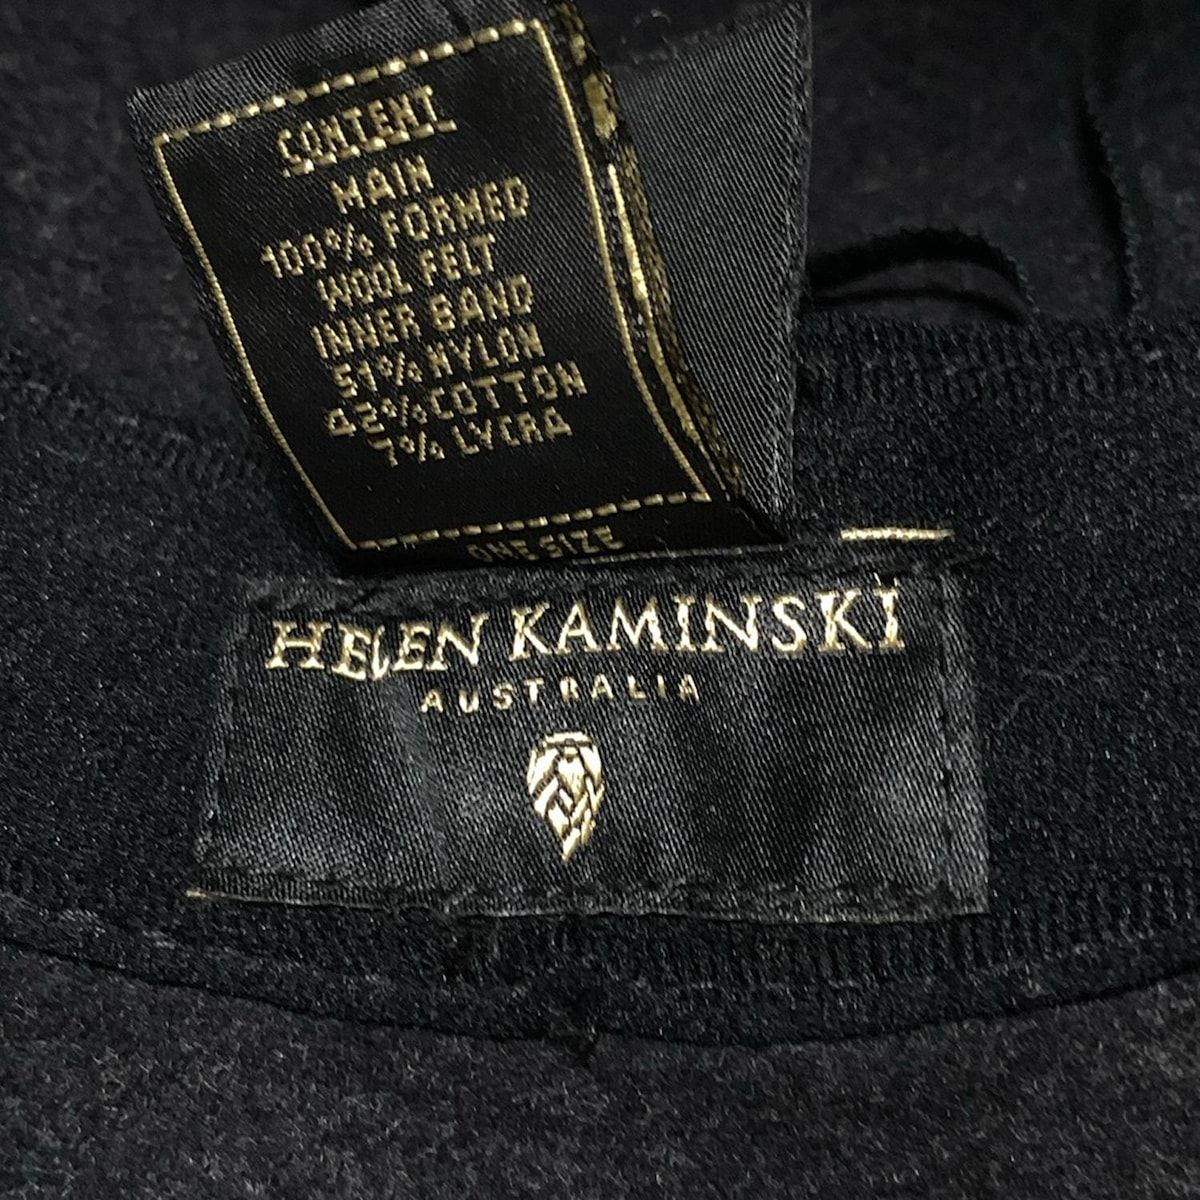 CONTENT
MAIN
100% FORMED
WOOL FELT
INNER BAND
51% NYLON
42% COTTON
7% LYCRA
ONE SIZE
HELEN KAMINSKI
AUSTRALIA